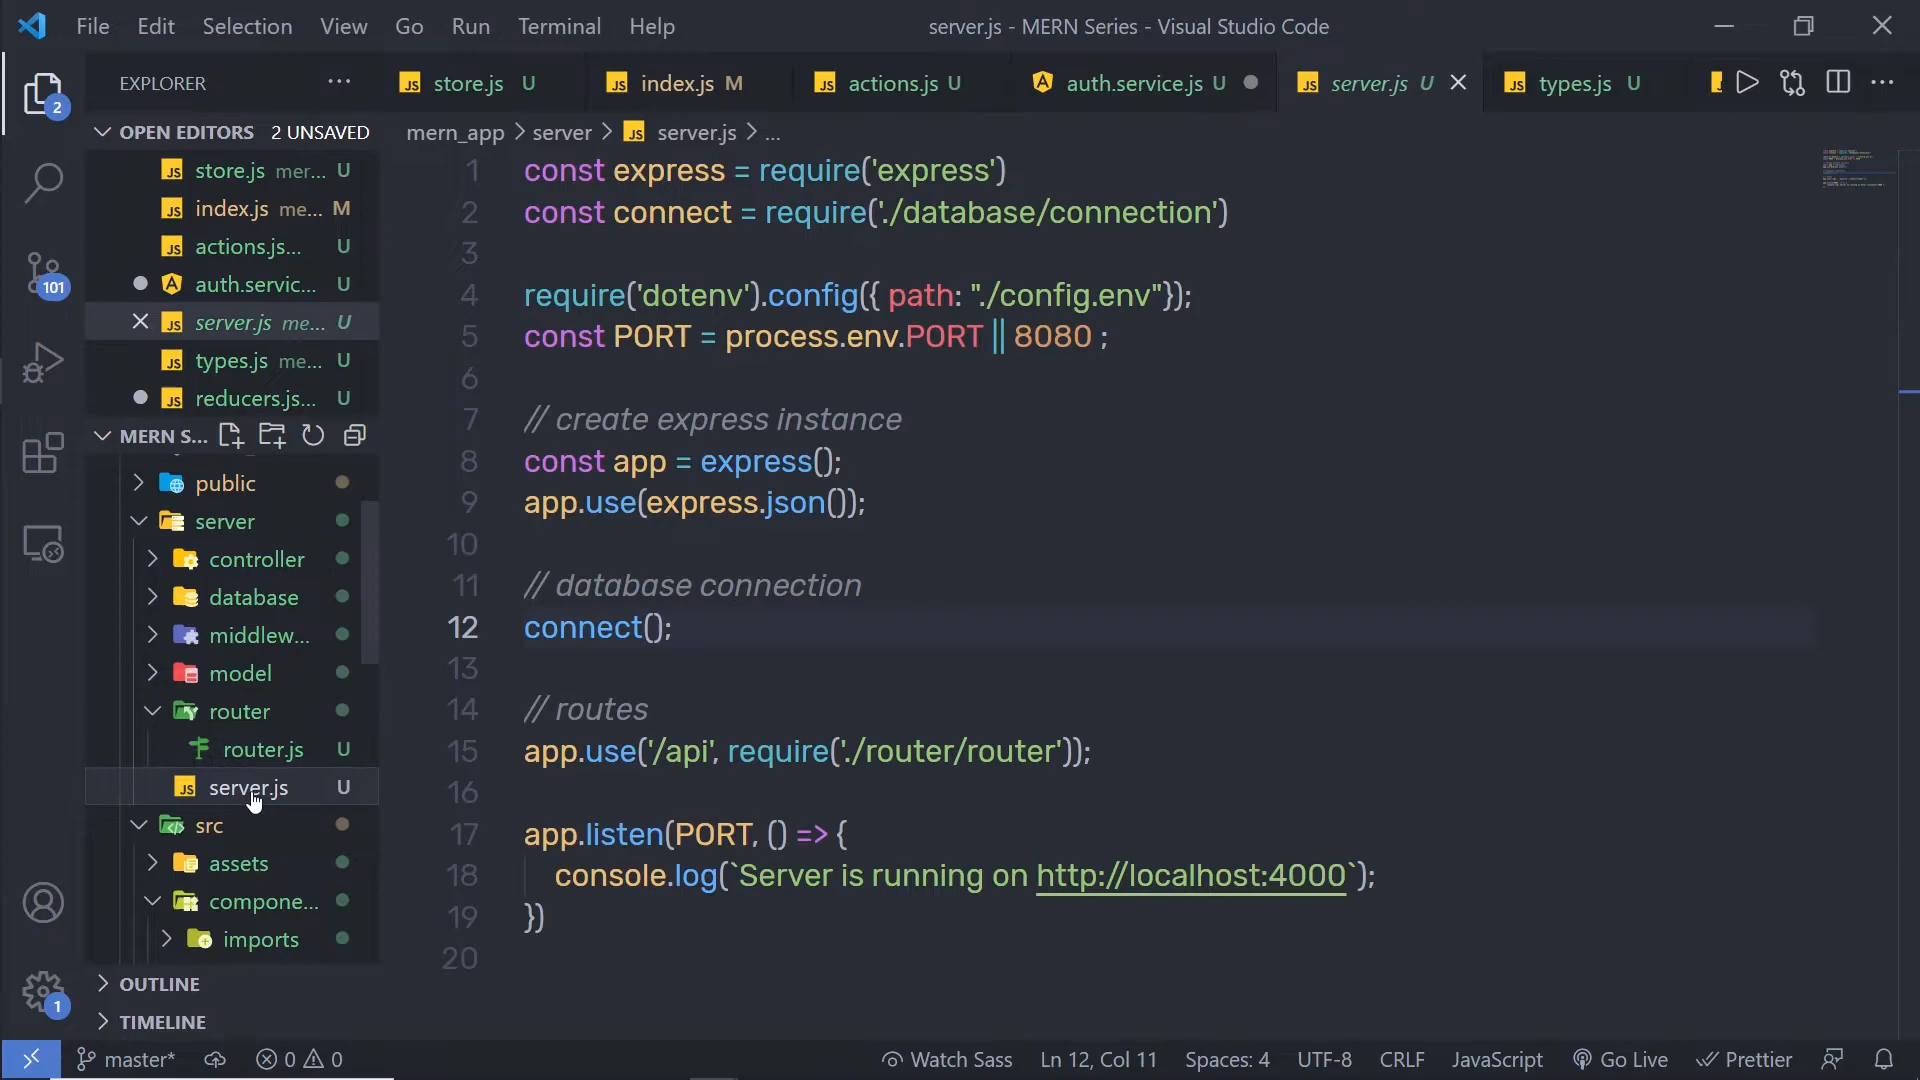 File Edit Selection View Go Run Terminal Help server.js - MERN Series - Visual Studio Code
EXPLORER ··· store.js U index.js M actions.js U auth.service.js U server.js U types.js U ···
OPEN EDITORS 2 UNSAVED
mern_app > server > JS server.js > ...
JS store.js mer... U
JS index.js me... M
JS actions.js... U
auth.servic... U
JS server.js me... U
JS types.js me... U
JS reducers.js... U
MERN S...
public
server
controller
database
middlew...
model
router
router.js U
JS server.js U
src
assets
compone...
imports
OUTLINE
TIMELINE
2
101
1
1 const express = require('express')
2 const connect = require('./database/connection')
3
4 require('dotenv').config({ path: "./config.env"});
5 const PORT = process.env.PORT || 8080 ;
6
7 // create express instance
8 const app = express();
9 app.use(express.json());
10
11 // database connection
12 connect();
13
14 // routes
15 app.use('/api', require('./router/router'));
16
17 app.listen(PORT, () => {
18 console.log(`Server is running on http://localhost:4000`);
19 })
20
master* 0 0 Watch Sass Ln 12, Col 11 Spaces: 4 UTF-8 CRLF JavaScript Go Live Prettier